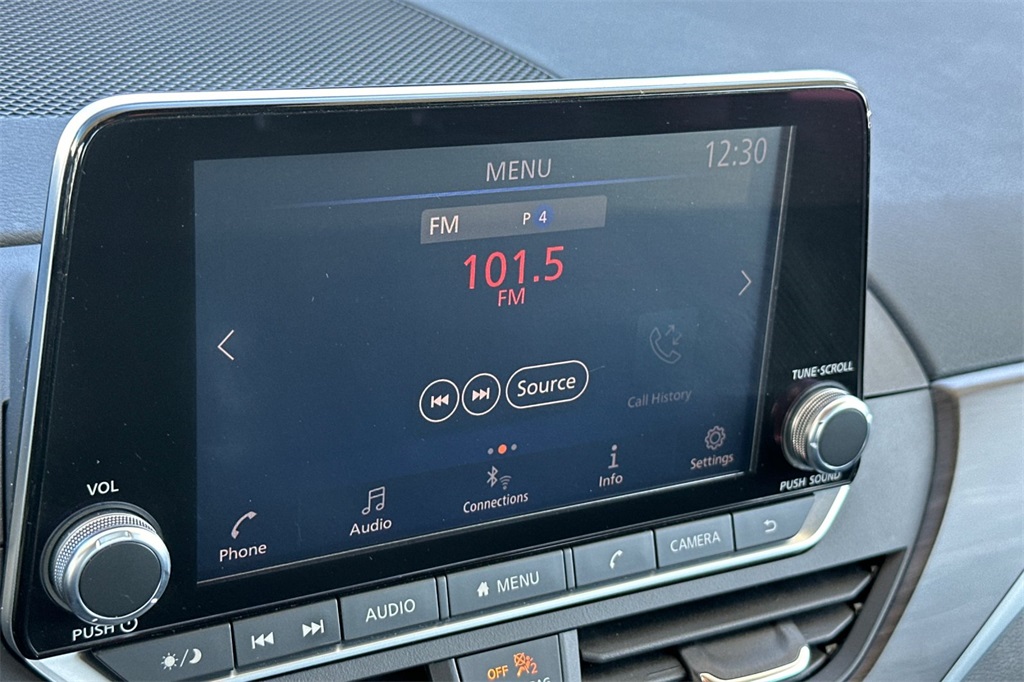 MENU
12:30
FM P 4
101.5
FM
Source
Call History
Phone
Audio
Connections
Info
Settings
VOL
PUSH
TUNE·SCROLL
PUSH SOUND
AUDIO
MENU
CAMERA
OFF 2